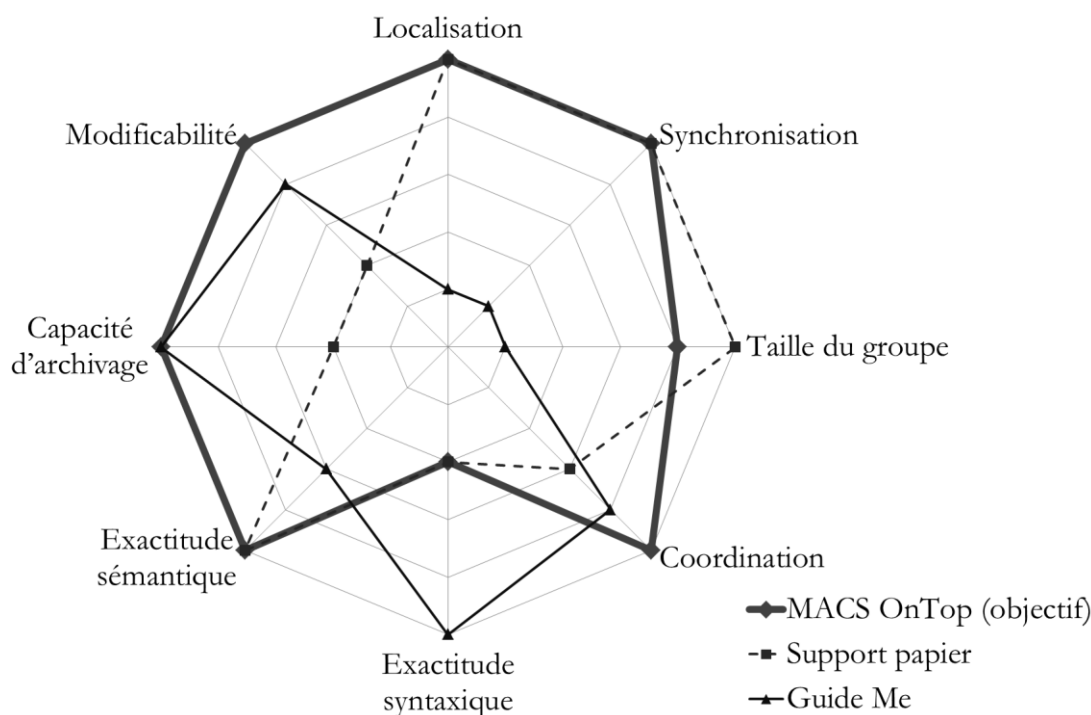 Localisation
Modificabilité
Synchronisation
Capacité
d'archivage
Taille du groupe
Exactitude
sémantique
Coordination
Exactitude
syntaxique
MACS OnTop (objectif)
Support papier
Guide Me